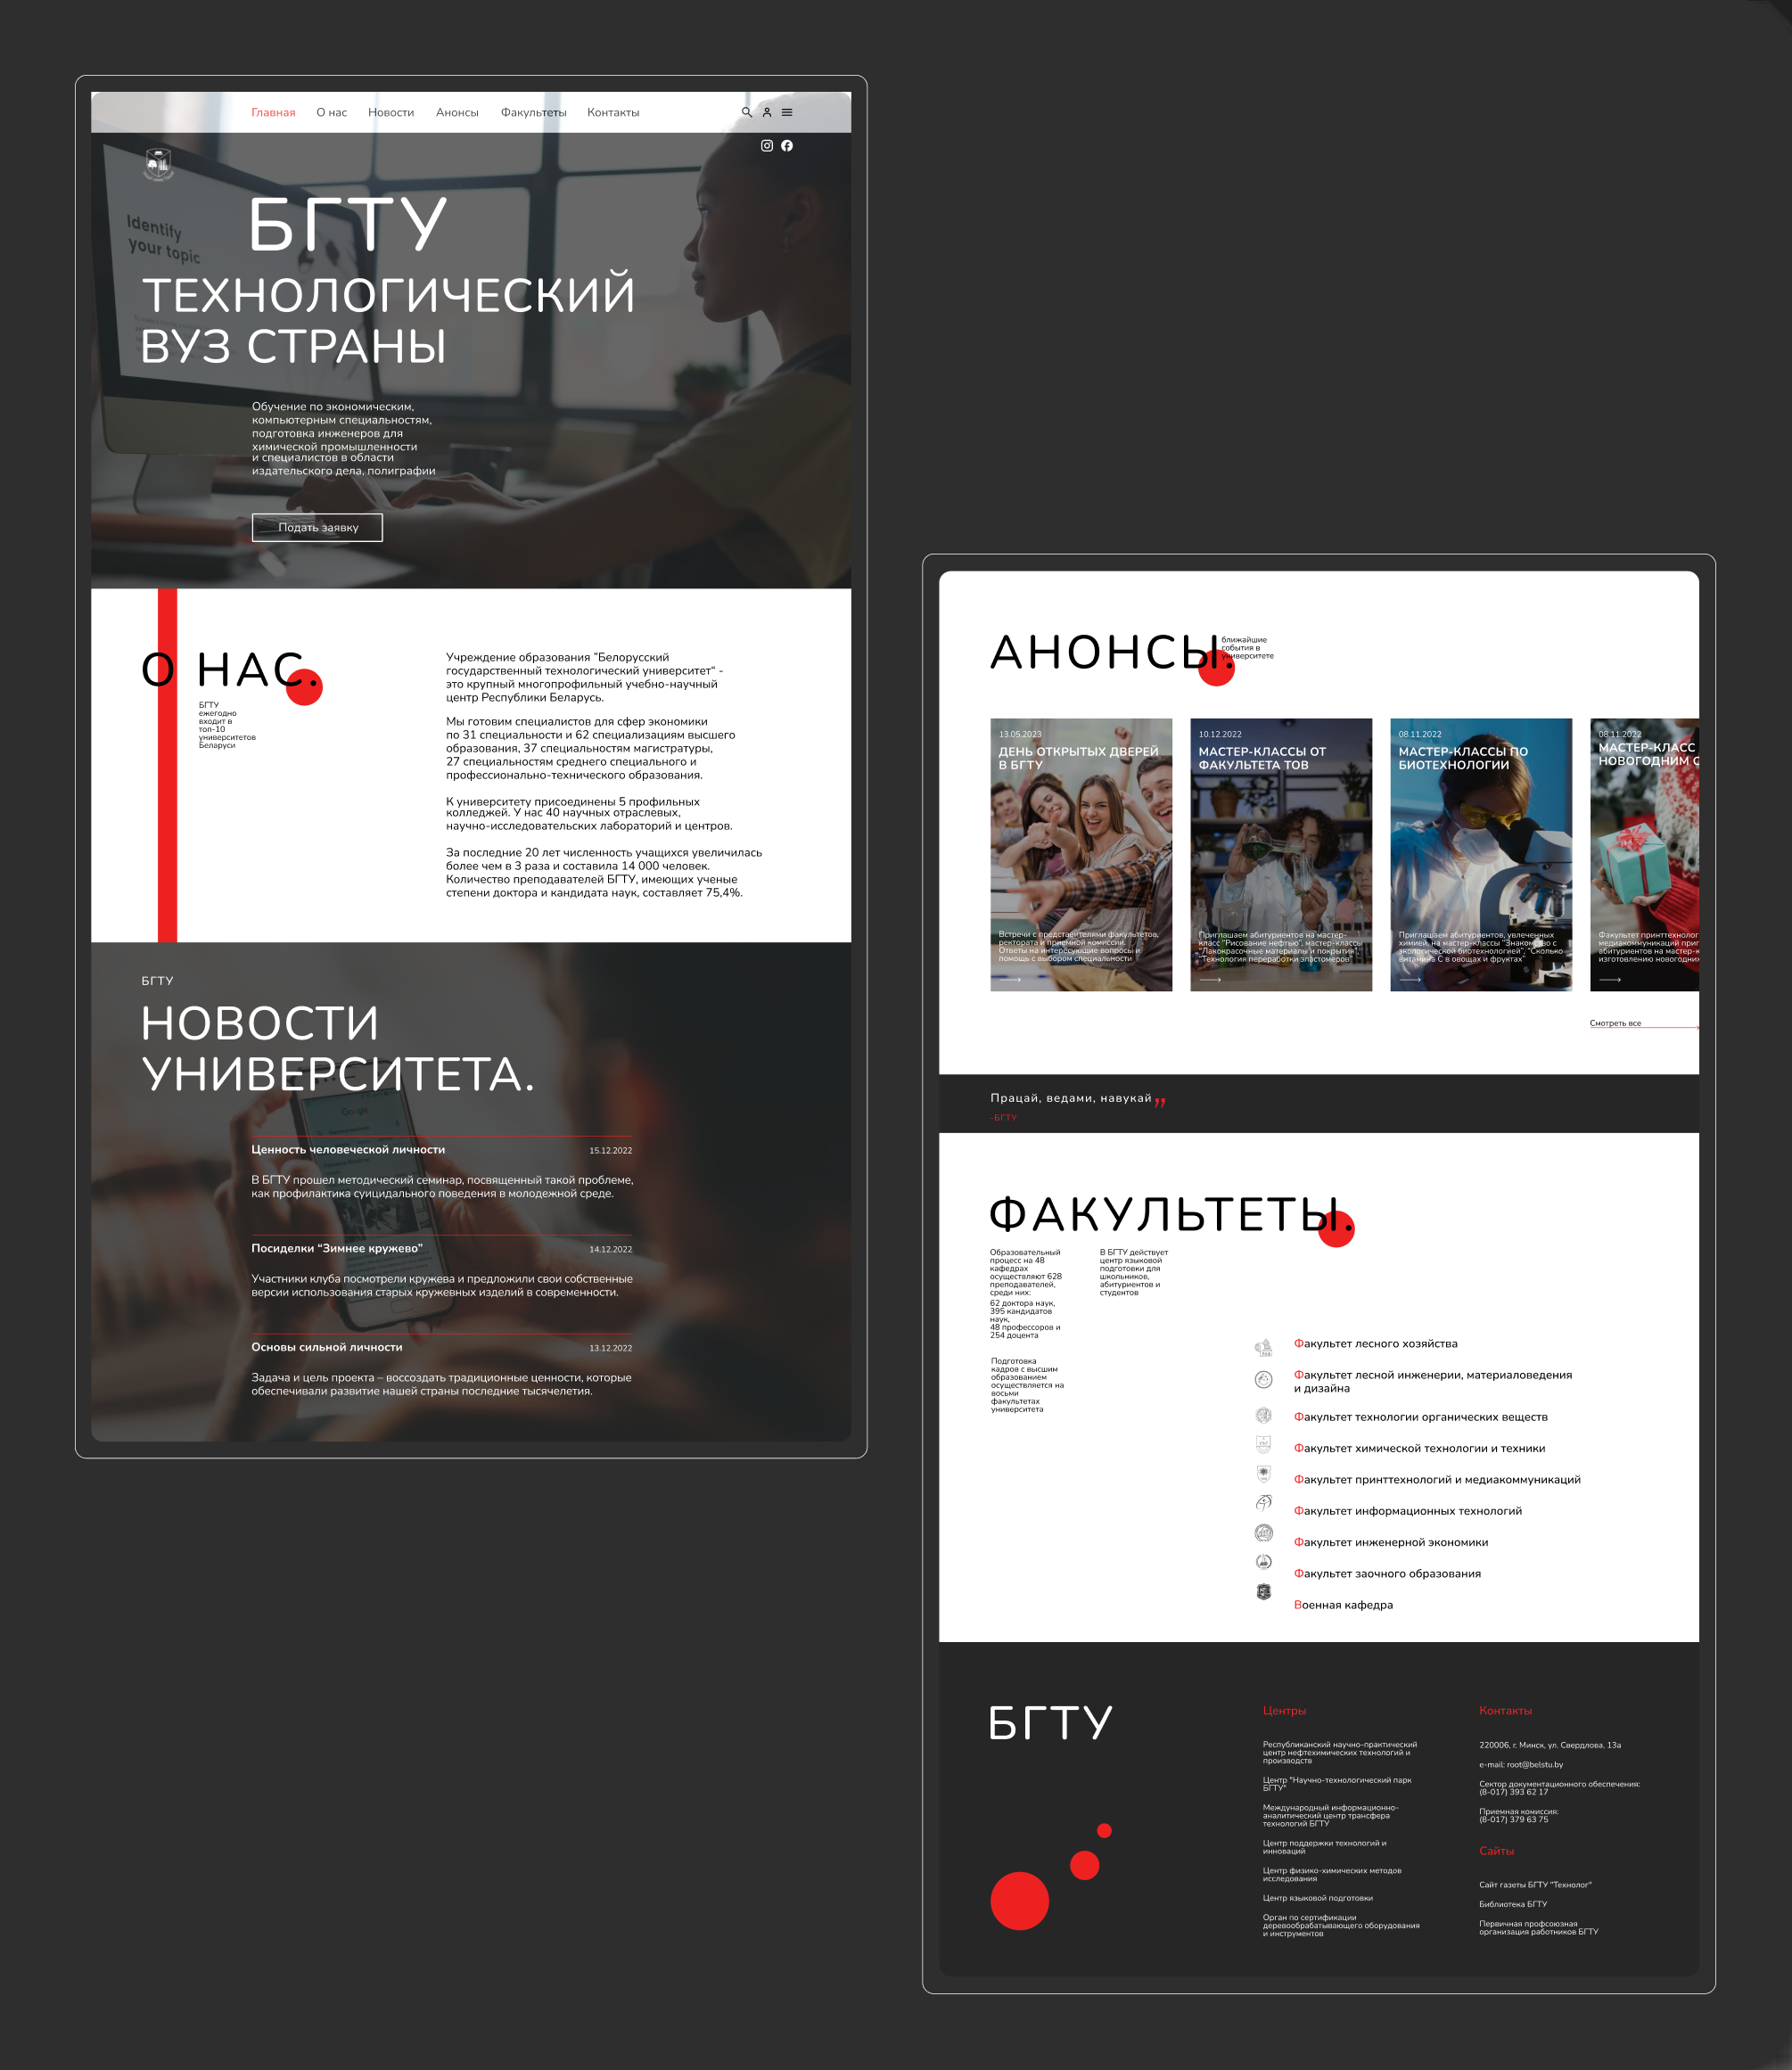 Главная О нас Новости Анонсы Факультеты Контакты
Identify
your topic
БГТУ
ТЕХНОЛОГИЧЕСКИЙ
ВУЗ СТРАНЫ
Обучение по экономическим,
компьютерным специальностям,
подготовка инженеров для
химической промышленности
и специалистов в области
издательского дела, полиграфии
Подать заявку
О НАС.
БГТУ
ежегодно
входит в
топ-10
университетов
Беларуси
Учреждение образования "Белорусский
государственный технологический университет“ -
это крупный многопрофильный учебно-научный
центр Республики Беларусь.
Мы готовим специалистов для сфер экономики
по 31 специальности и 62 специализациям высшего
образования, 37 специальностям магистратуры,
27 специальностям среднего специального и
профессионально-технического образования.
К университету присоединены 5 профильных
колледжей. У нас 40 научных отраслевых,
научно-исследовательских лабораторий и центров.
За последние 20 лет численность учащихся увеличилась
более чем в 3 раза и составила 14 000 человек.
Количество преподавателей БГТУ, имеющих ученые
степени доктора и кандидата наук, составляет 75,4%.
БГТУ
НОВОСТИ
УНИВЕРСИТЕТА.
Google
Ценность человеческой личности 15.12.2022
В БГТУ прошел методический семинар, посвященный такой проблеме,
как профилактика суицидального поведения в молодежной среде.
Посиделки “Зимнее кружево” 14.12.2022
Участники клуба посмотрели кружева и предложили свои собственные
версии использования старых кружевных изделий в современности.
Основы сильной личности 13.12.2022
Задача и цель проекта – воссоздать традиционные ценности, которые
обеспечивали развитие нашей страны последние тысячелетия.
АНОНСЫ.
ближайшие
события в
университете
13.05.2023
ДЕНЬ ОТКРЫТЫХ ДВЕРЕЙ
В БГТУ
Встречи с представителями факультетов,
ректората и приемной комиссии.
Ответы на интересующие вопросы и
помощь с выбором специальности
10.12.2022
МАСТЕР-КЛАССЫ ОТ
ФАКУЛЬТЕТА ТОВ
Приглашаем абитуриентов на мастер-
класс “Рисование нефтью”, мастер-классы
“Лакокрасочные материалы и покрытия”,
“Технология переработки эластомеров”
08.11.2022
МАСТЕР-КЛАССЫ ПО
БИОТЕХНОЛОГИИ
Приглашаем абитуриентов, увлеченных
химией, на мастер-классы “Знакомство с
экологической биотехнологией”, “Сколько
витамина С в овощах и фруктах”
08.11.2022
МАСТЕР-КЛАСС
НОВОГОДНИМ
Факультет принттехнолог
медиакоммуникаций приг
абитуриентов на мастер-к
изготовлению новогодних
Смотреть все
Працай, ведами, навукай”
-БГТУ
ФАКУЛЬТЕТЫ.
Образовательный
процесс на 48
кафедрах
осуществляют 628
преподавателей,
среди них:
62 доктора наук,
395 кандидатов
наук,
48 профессоров и
254 доцента
Подготовка
кадров с высшим
образованием
осуществляется на
восьми
факультетах
университета
В БГТУ действует
центр языковой
подготовки для
школьников,
абитуриентов и
студентов
Факультет лесного хозяйства
Факультет лесной инженерии, материаловедения
и дизайна
Факультет технологии органических веществ
Факультет химической технологии и техники
Факультет принттехнологий и медиакоммуникаций
Факультет информационных технологий
Факультет инженерной экономики
Факультет заочного образования
Военная кафедра
БГТУ
Центры
Республиканский научно-практический
центр нефтехимических технологий и
производств
Центр "Научно-технологический парк
БГТУ"
Международный информационно-
аналитический центр трансфера
технологий БГТУ
Центр поддержки технологий и
инноваций
Центр физико-химических методов
исследования
Центр языковой подготовки
Орган по сертификации
деревообрабатывающего оборудования
и инструментов
Контакты
220006, г. Минск, ул. Свердлова, 13а
e-mail: root@belstu.by
Сектор документационного обеспечения:
(8-017) 393 62 17
Приемная комиссия:
(8-017) 379 63 75
Сайты
Сайт газеты БГТУ "Технолог"
Библиотека БГТУ
Первичная профсоюзная
организация работников БГТУ